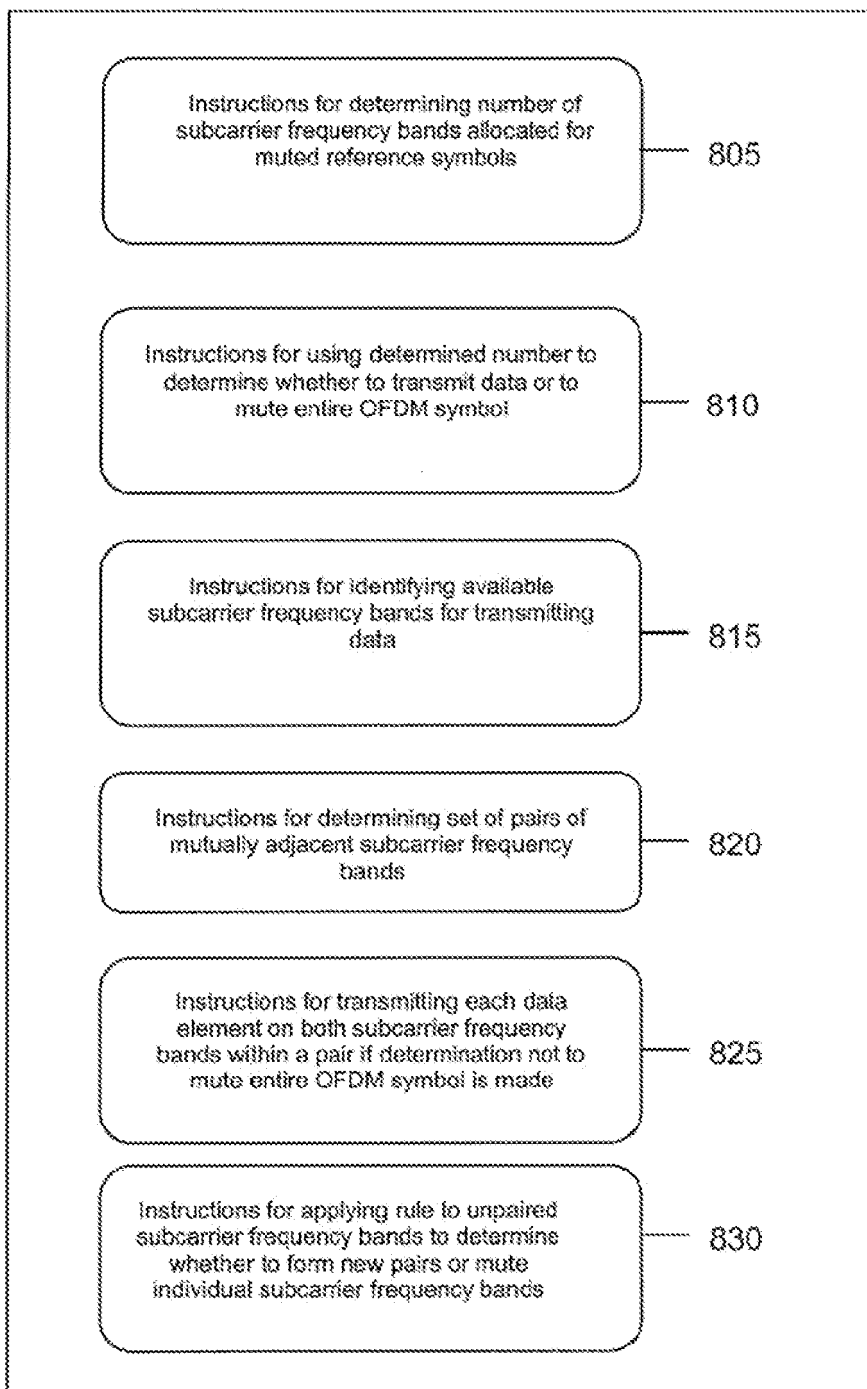 Instructions for determining number of
subcarrier frequency bands allocated for
muted reference symbols
805
Instructions for using determined number to
determine whether to transmit data or to
mute entire OFDM symbol
810
Instructions for identifying available
subcarrier frequency bands for transmitting
data
815
Instructions for determining set of pairs of
mutually adjacent subcarrier frequency
bands
820
Instructions for transmitting each data
element on both subcarrier frequency
bands within a pair if determination not to
mute entire OFDM symbol is made
825
Instructions for applying rule to unpaired
subcarrier frequency bands to determine
whether to form new pairs or mute
individual subcarrier frequency bands
830